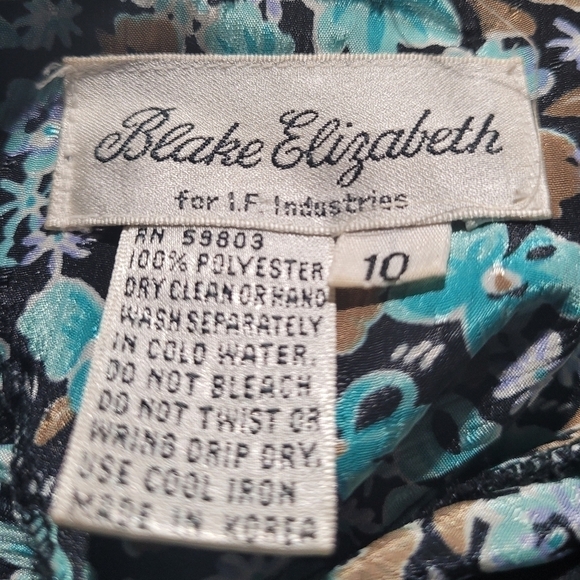 Blake Elizabeth
for I.F. Industries
10
RN 59803
100% POLYESTER
DRY CLEAN OR HAND
WASH SEPARATELY
IN COLD WATER.
DO NOT BLEACH
DO NOT TWIST OR
WRING DRIP DRY.
USE COOL IRON
MADE IN KOREA